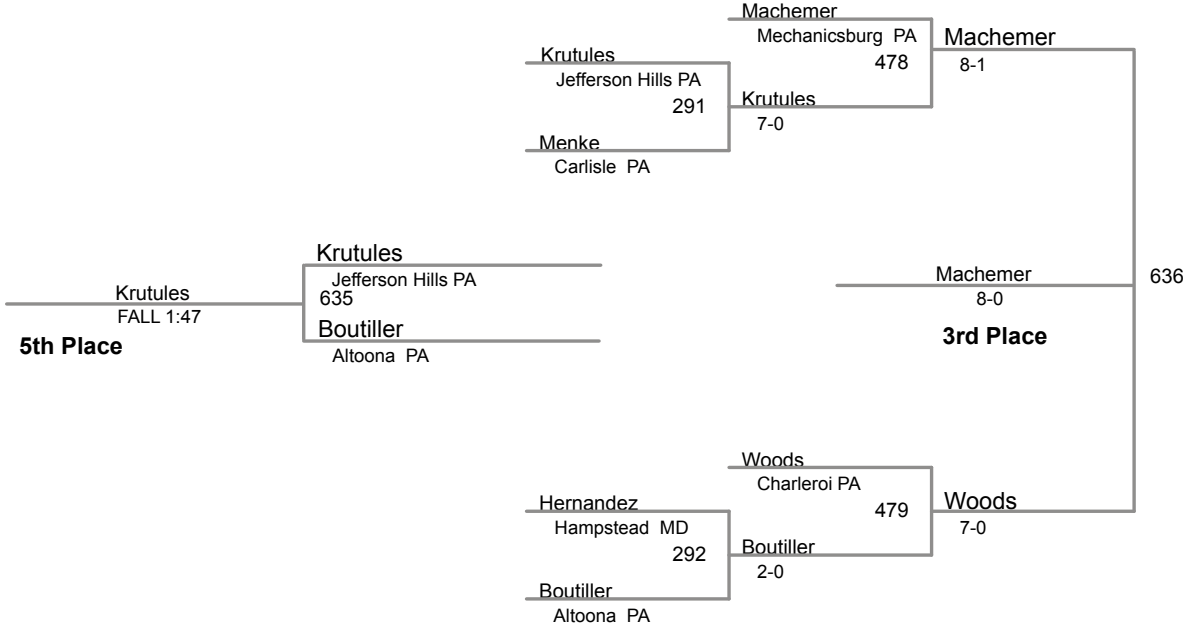 Machemer
Mechanicsburg  PA
478
Machemer
8-1
Krutules
Jefferson Hills PA
291
Krutules
7-0
Menke
Carlisle  PA
Krutules
Jefferson Hills PA
635
Krutules
FALL 1:47
5th Place
Boutiller
Altoona  PA
Machemer
8-0
3rd Place
636
Woods
Charleroi PA
479
Woods
7-0
Hernandez
Hampstead  MD
292
Boutiller
2-0
Boutiller
Altoona  PA